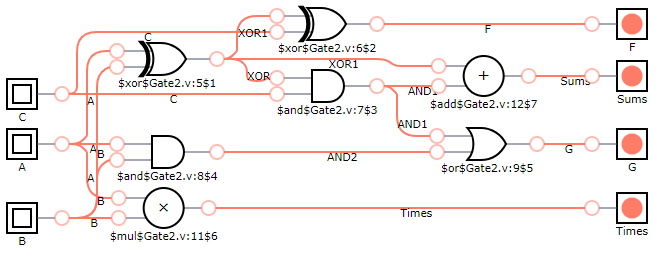 F
C
XOR1
F
$xor$Gate2.v:6$2
XOR1
$xor$Gate2.v:5$1
XOR
+
Sums
Sums
C
A
C
AND1
$add$Gate2.v:12$7
$and$Gate2.v:7$3
AND1
A
B
AND2
G
G
A
$and$Gate2.v:8$4
$or$Gate2.v:9$5
A
×
B
B
Times
Times
B
$mul$Gate2.v:11$6